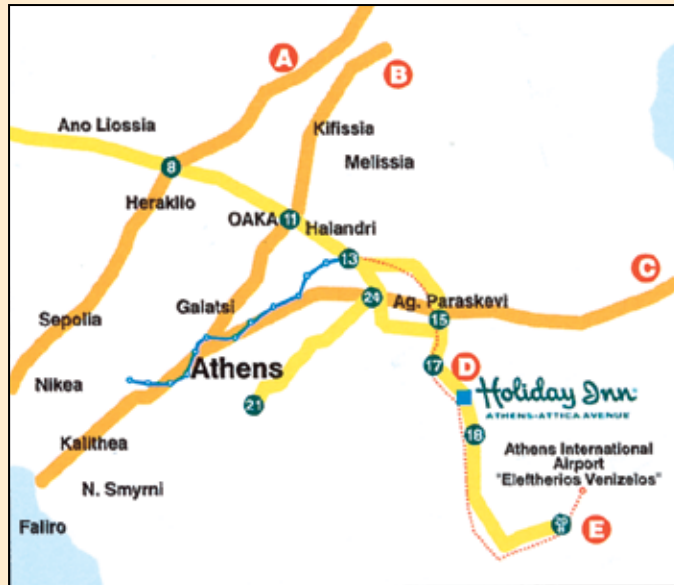 A
B
Ano Liossia
Kifissia
8
Melissia
Heraklio
OAKA
11
Halandri
13
C
24
Ag. Paraskevi
Galatsi
15
Sepolia
17
D
Athens
Nikea
Holiday Inn
ATHENS-ATTICA AVENUE
21
18
Kalithea
Athens International
Airport
"Eleftherios Venizelos"
N. Smyrni
Faliro
E